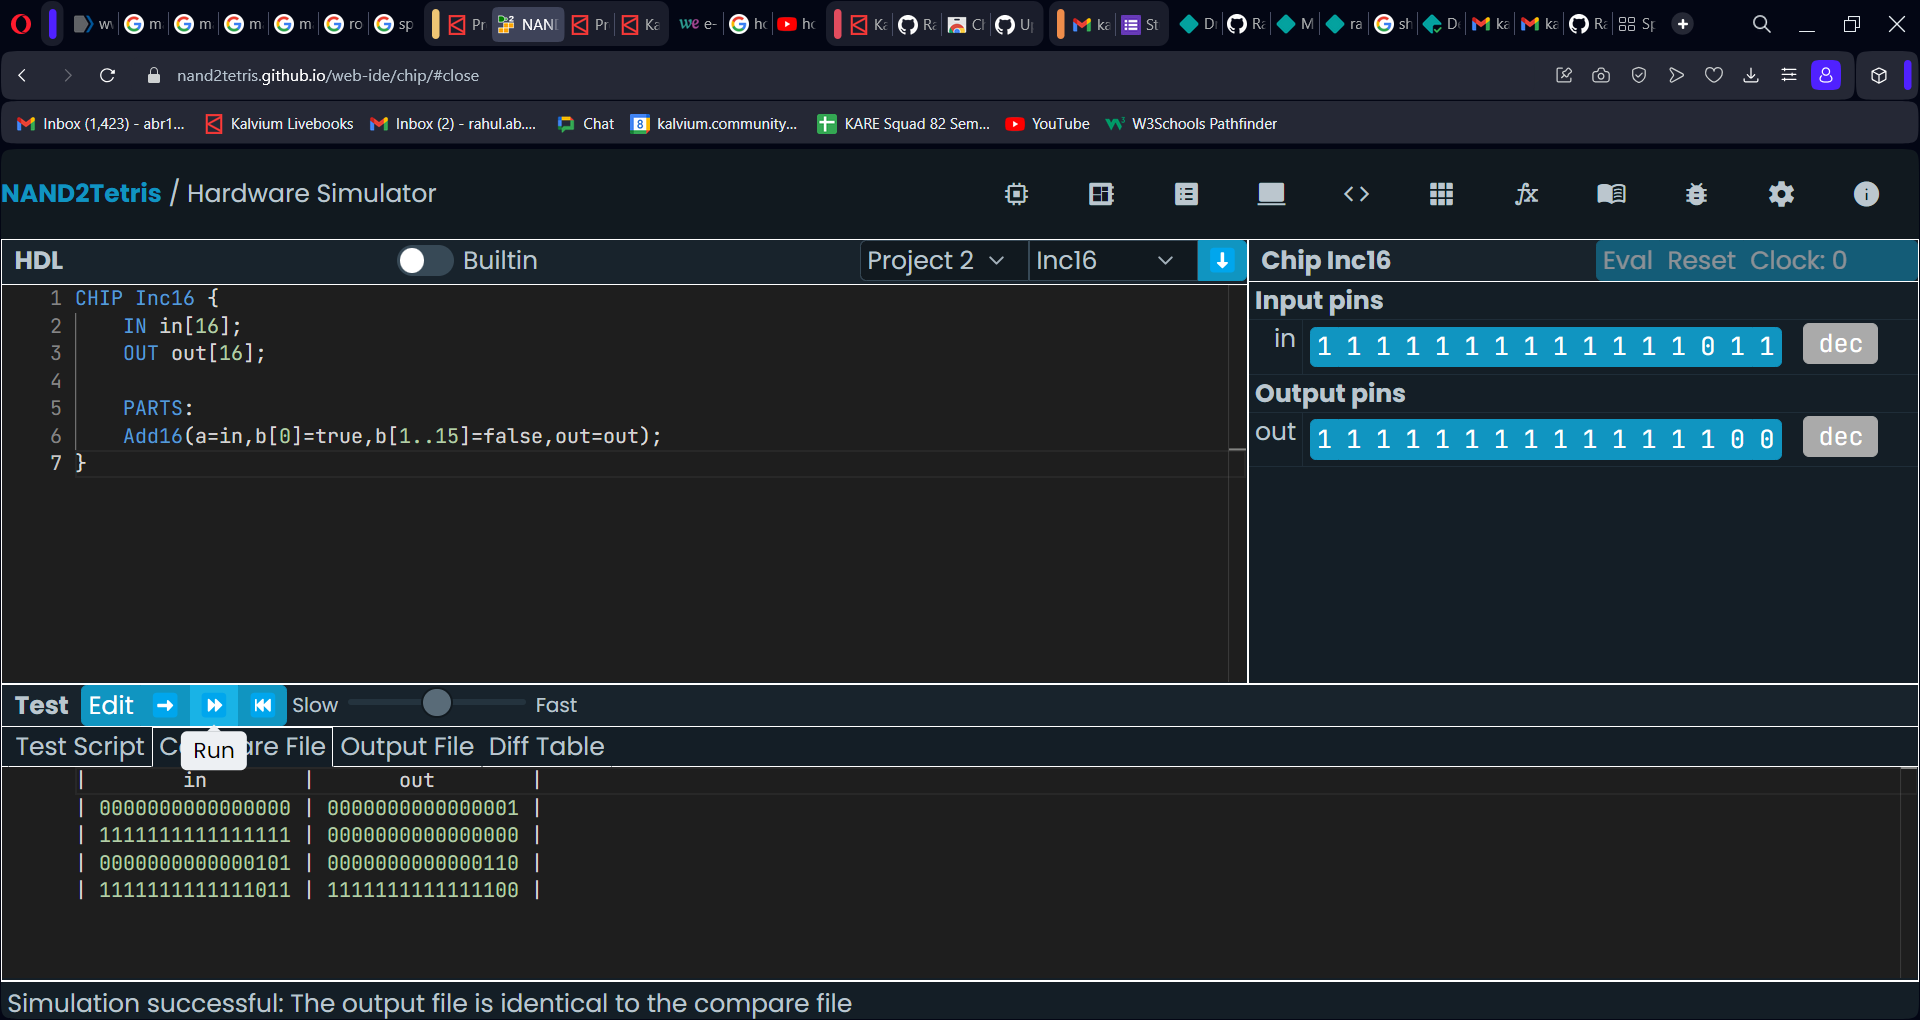 w m m m m ro sp Pr NAND Pr Ka we e- ho ho Ka Ra Cl U ka St D Ra M ra sh D ka ka Ra Sp
nand2tetris.github.io/web-ide/chip/#close
Inbox (1,423) - abr1... Kalvium Livebooks Inbox (2) - rahul.ab.... Chat 8 kalvium.community,... KARE Squad 82 Sem... YouTube W3Schools Pathfinder
NAND2Tetris / Hardware Simulator
HDL Builtin Project 2 Inc16 Chip Inc16 Eval Reset Clock: 0
1 CHIP Inc16 {
2 IN in[16];
3 OUT out[16];
4
5 PARTS:
6 Add16(a=in,b[0]=true,b[1..15]=false,out=out);
7 }
Input pins
in 1 1 1 1 1 1 1 1 1 1 1 1 1 0 1 1 dec
Output pins
out 1 1 1 1 1 1 1 1 1 1 1 1 1 1 0 0 dec
Test Edit Slow Fast
Test Script C re File Output File Diff Table
Run
| in | out |
| 0000000000000000 | 0000000000000001 |
| 1111111111111111 | 0000000000000000 |
| 0000000000000101 | 0000000000000110 |
| 1111111111111011 | 1111111111111100 |
Simulation successful: The output file is identical to the compare file